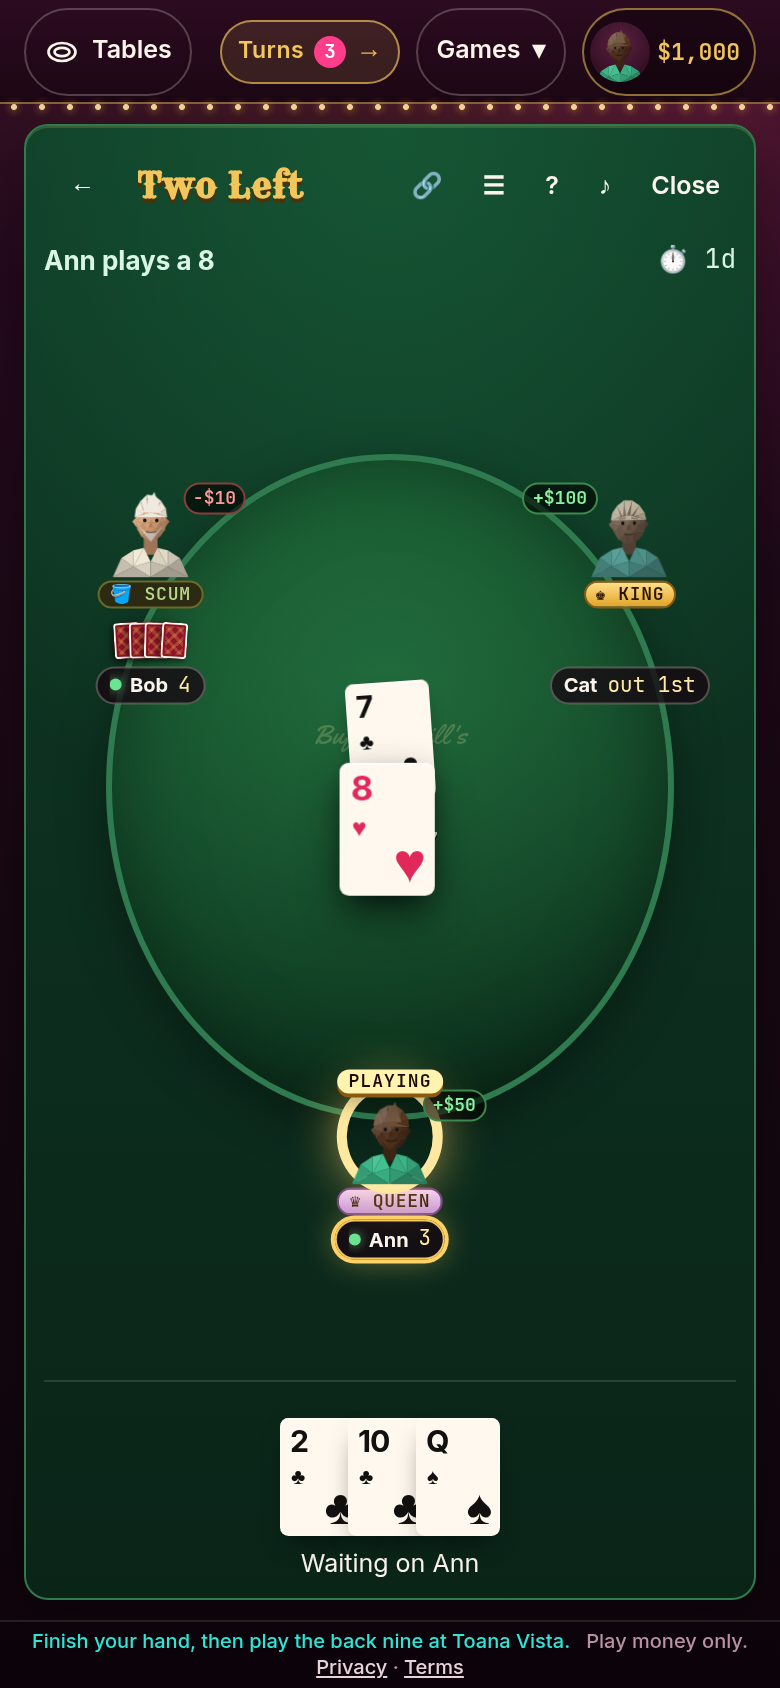 Tables
Turns 3 →
Games ▼
$1,000
← Two Left ☰ ? ♪ Close
Ann plays a 8
1d
-$10
+$100
SCUM
KING
Bob 4
Cat out 1st
7
8
PLAYING
+$50
QUEEN
Ann 3
2 10 Q
Waiting on Ann
Finish your hand, then play the back nine at Toana Vista. Play money only.
Privacy · Terms